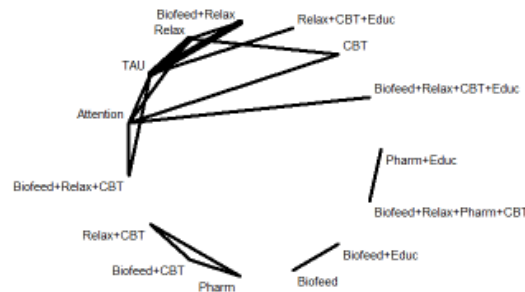 Biofeed+Relax
Relax+CBT+Educ
Relax
CBT
TAU
Biofeed+Relax+CBT+Educ
Attention
Pharm+Educ
Biofeed+Relax+CBT
Biofeed+Relax+Pharm+CBT
Relax+CBT
Biofeed+Educ
Biofeed+CBT
Biofeed
Pharm